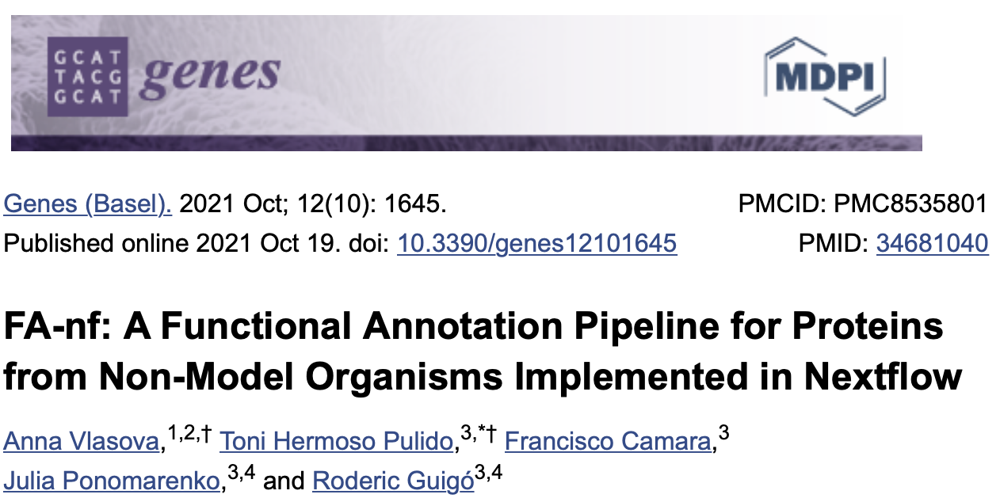 GCAT
TACG
GCAT
genes
MDPI
Genes (Basel). 2021 Oct; 12(10): 1645.
PMCID: PMC8535801
Published online 2021 Oct 19. doi: 10.3390/genes12101645
PMID: 34681040
FA-nf: A Functional Annotation Pipeline for Proteins
from Non-Model Organisms Implemented in Nextflow
Anna Vlasova,1,2,† Toni Hermoso Pulido,3,*† Francisco Camara,3
Julia Ponomarenko,3,4 and Roderic Guigó3,4